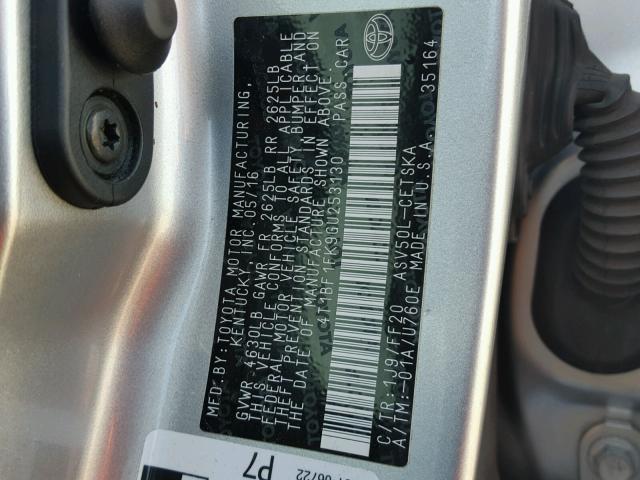 MFD. BY: TOYOTA MOTOR MANUFACTURING,
KENTUCKY, INC. 05/16
GVWR 4630LB GAWR FR 2625LB RR 2625LB
THIS VEHICLE CONFORMS TO ALL APPLICABLE
FEDERAL MOTOR VEHICLE SAFETY, BUMPER, AND
THEFT PREVENTION STANDARDS IN EFFECT ON
THE DATE OF MANUFACTURE SHOWN ABOVE.
4T1BF1FK9GU253130 PASS. CAR
C/TR: 1J9/FF20 ASV50L-CETSKA
A/TM: -01A/U760E MADE IN U.S.A. 35164
06722
P7